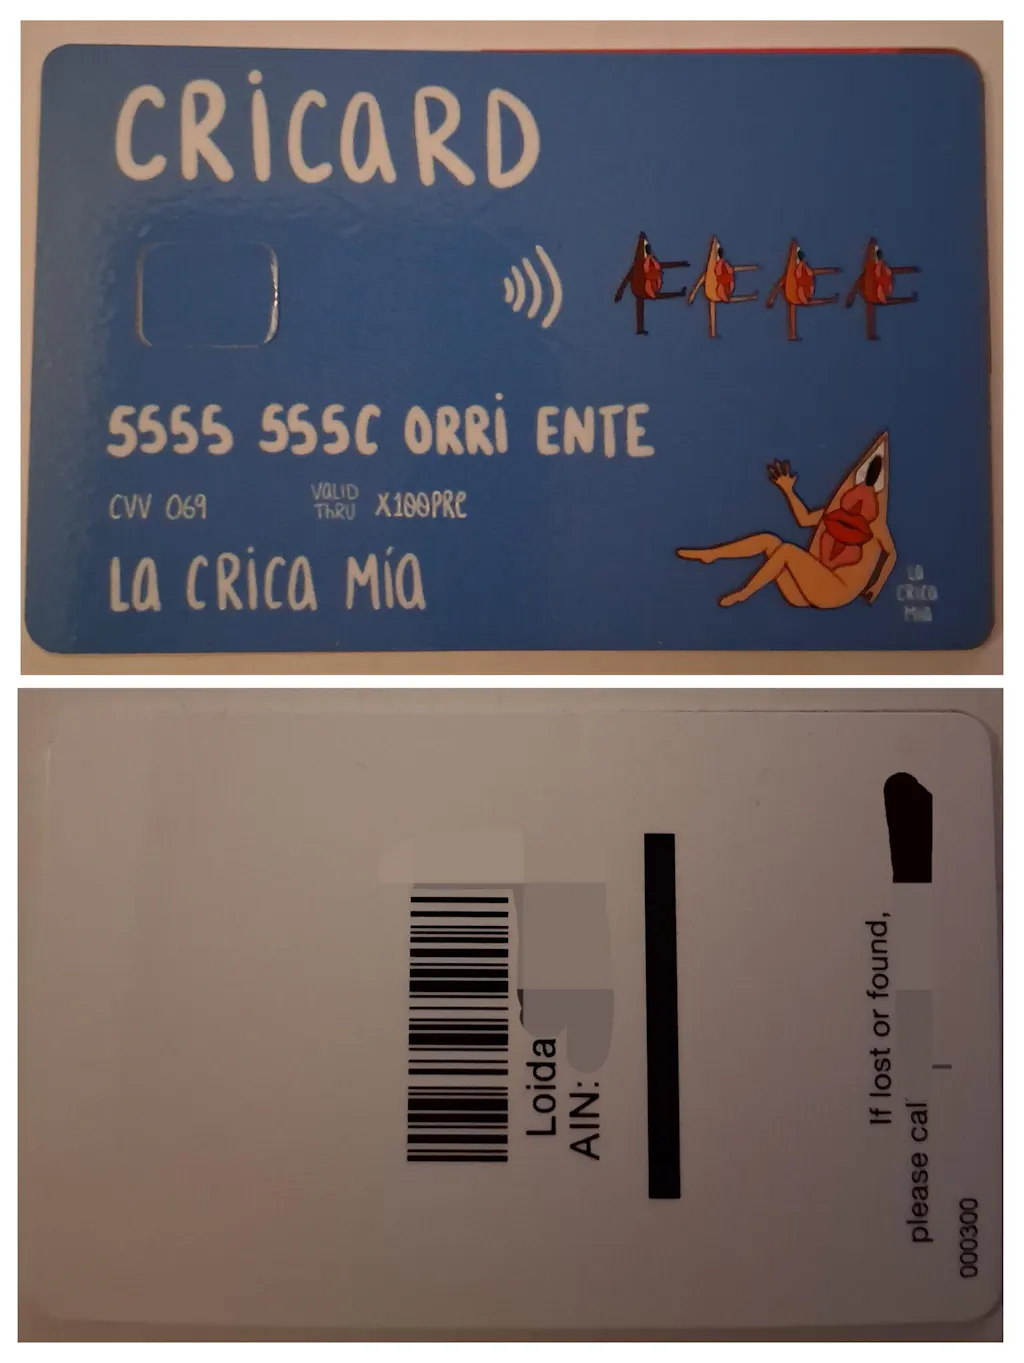 CRiCaRD
5555 555C ORRi ENTE
CVV 069
VaLiD
ThRU
X100PRE
La CRiCa Mía
La
CRiCa
Mía
Loida
AIN:
If lost or found,
please cal
000300